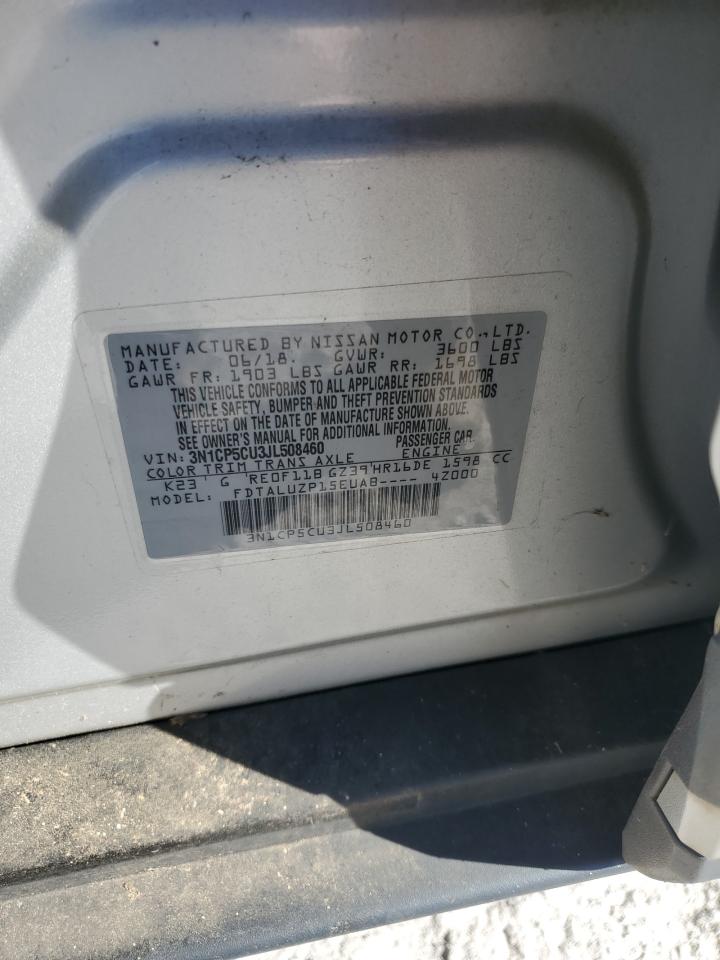 MANUFACTURED BY NISSAN MOTOR CO.,LTD.
DATE: 06/18. GVWR: 3600 LBS
GAWR FR: 1903 LBS GAWR RR: 1698 LBS
THIS VEHICLE CONFORMS TO ALL APPLICABLE FEDERAL MOTOR
VEHICLE SAFETY, BUMPER AND THEFT PREVENTION STANDARDS
IN EFFECT ON THE DATE OF MANUFACTURE SHOWN ABOVE.
SEE OWNER'S MANUAL FOR ADDITIONAL INFORMATION.
VIN: 3N1CP5CU3JL508460 PASSENGER CAR
COLOR TRIM TRANS AXLE ENGINE
K23 G RE0F11B GZ39 HR16DE 1598 CC
MODEL: FDTALUZP15EUAB---- 4Z000
3N1CP5CU3JL508460